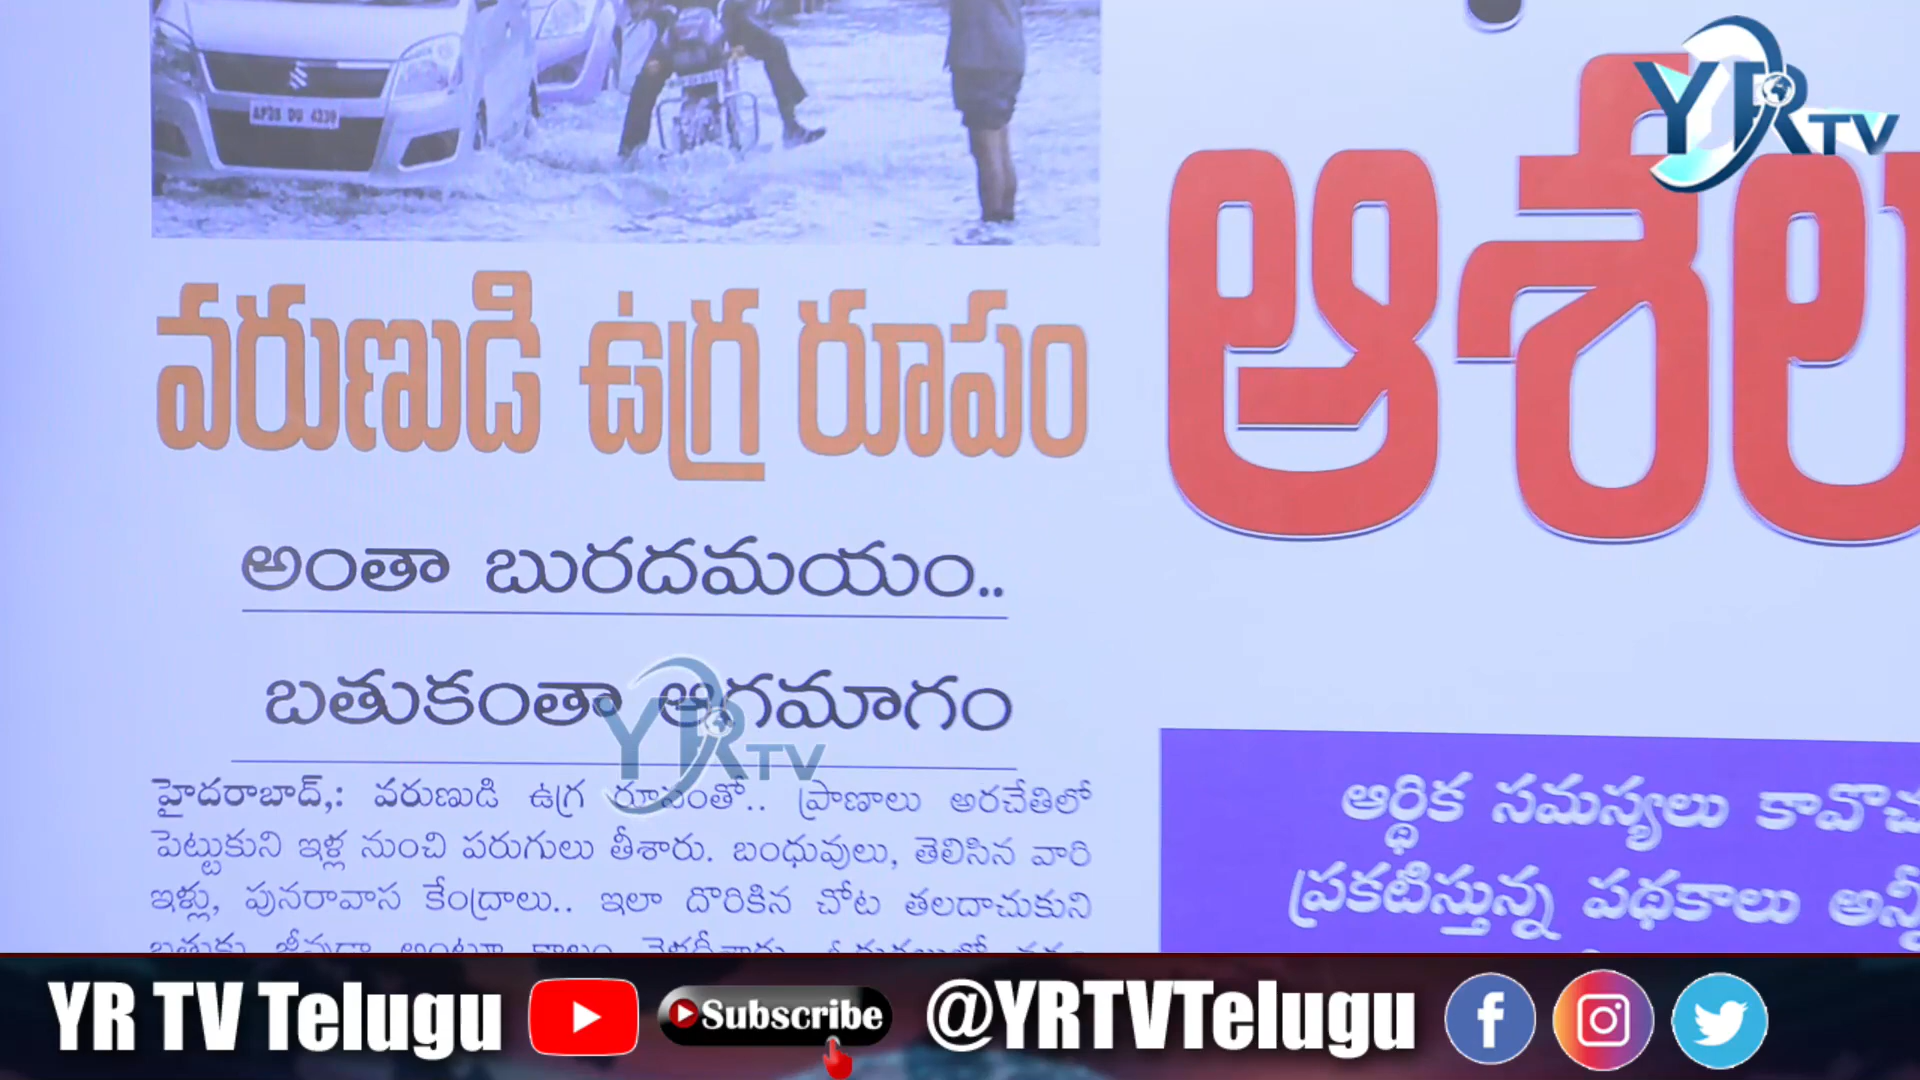 AP28 DU 4239
వరుణుడి ఉగ్ర రూపం
అంతా బురదమయం..
బతుకంతా ఆగమాగం
హైదరాబాద్,: వరుణుడి ఉగ్ర రూపంతో.. ప్రాణాలు అరచేతిలో
పెట్టుకుని ఇళ్ల నుంచి పరుగులు తీశారు. బంధువులు, తెలిసిన వారి
ఇళ్లు, పునరావాస కేంద్రాలు.. ఇలా దొరికిన చోట తలదాచుకుని
YRTV
YRTV
ఆర్థిక సమస్యలు
ప్రకటిస్తున్న పథకాలు
YR TV Telugu Subscribe @YRTVTelugu